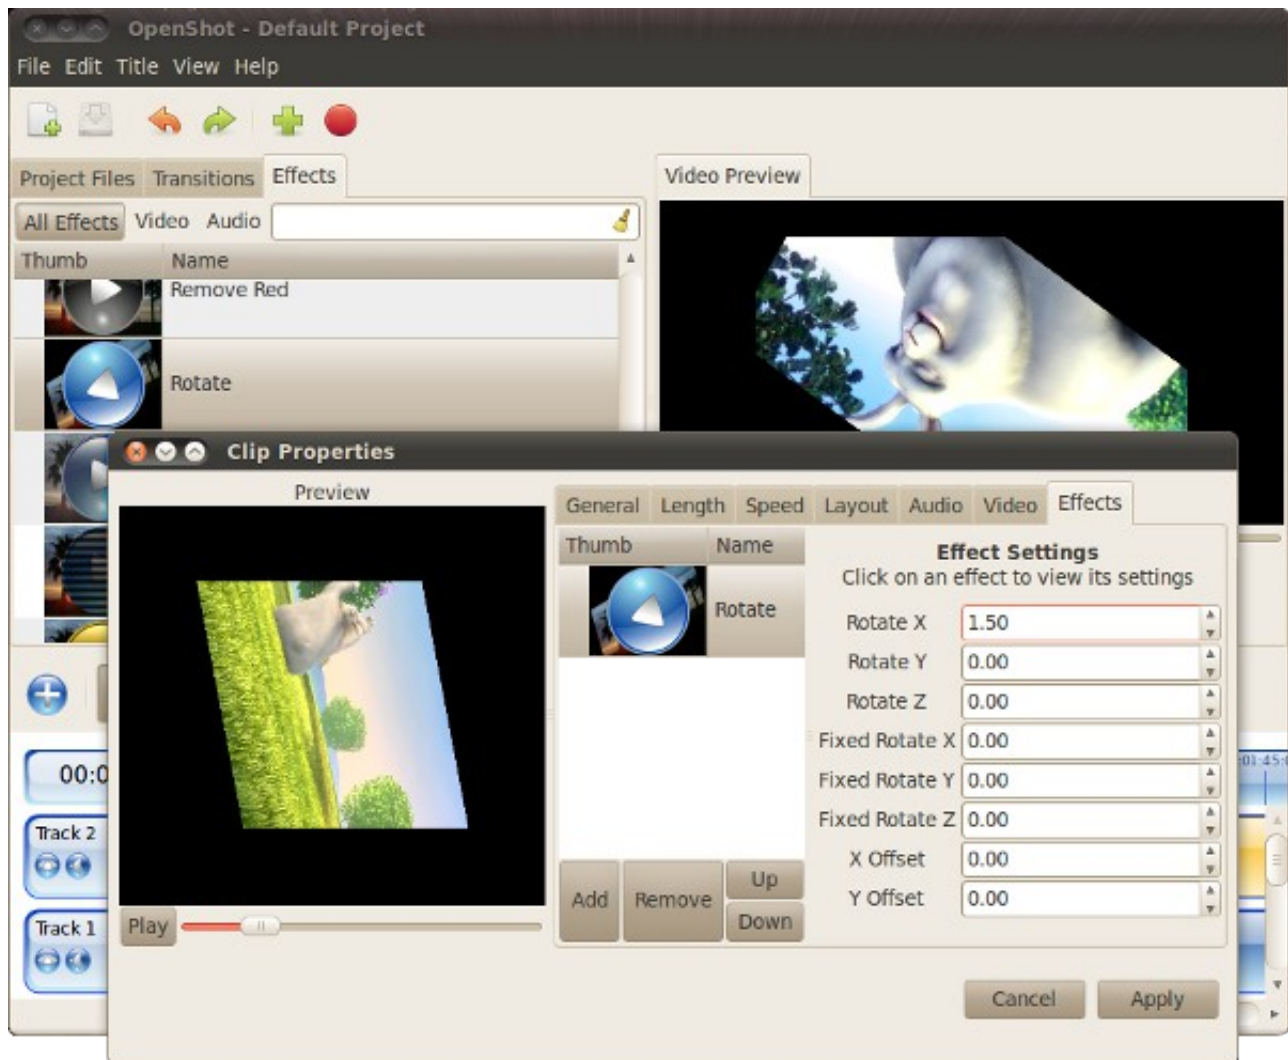 OpenShot - Default Project
File Edit Title View Help
Project Files Transitions Effects
Video Preview
All Effects Video Audio
Thumb Name
Remove Red
Rotate
Clip Properties
Preview
General Length Speed Layout Audio Video Effects
Thumb Name
Effect Settings
Click on an effect to view its settings
Rotate
Rotate X 1.50
Rotate Y 0.00
Rotate Z 0.00
Fixed Rotate X 0.00
Fixed Rotate Y 0.00
Fixed Rotate Z 0.00
X Offset 0.00
Y Offset 0.00
Add Remove Up
Down
Play
Cancel Apply
00:0
:01:45:
Track 2
Track 1